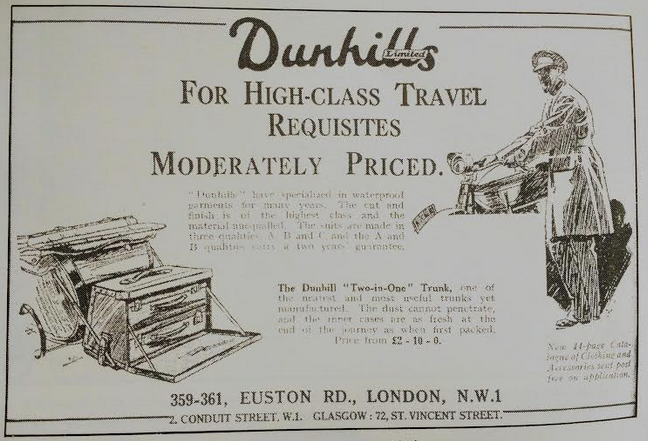 Dunhills
Limited
FOR HIGH-CLASS TRAVEL
REQUISITES
MODERATELY PRICED.
"Dunhills" have specialized in waterproof
garments for many years. The cut and
finish is of the highest class and the
material unequalled. The suits are made in
three qualities A, B and C, and the A and
B qualities carry a two years' guarantee.
The Dunhill "Two-in-One" Trunk, one of
the neatest and most useful trunks yet
manufactured. The dust cannot penetrate,
and the inner cases are as fresh at the
end of the journey as when first packed.
Price from £2 - 10 - 0.
New 44-page Cata-
logue of Clothing and
Accessories sent post
free on application.
359-361, EUSTON RD., LONDON, N.W.1
2, CONDUIT STREET, W.1. GLASGOW: 72, ST. VINCENT STREET.